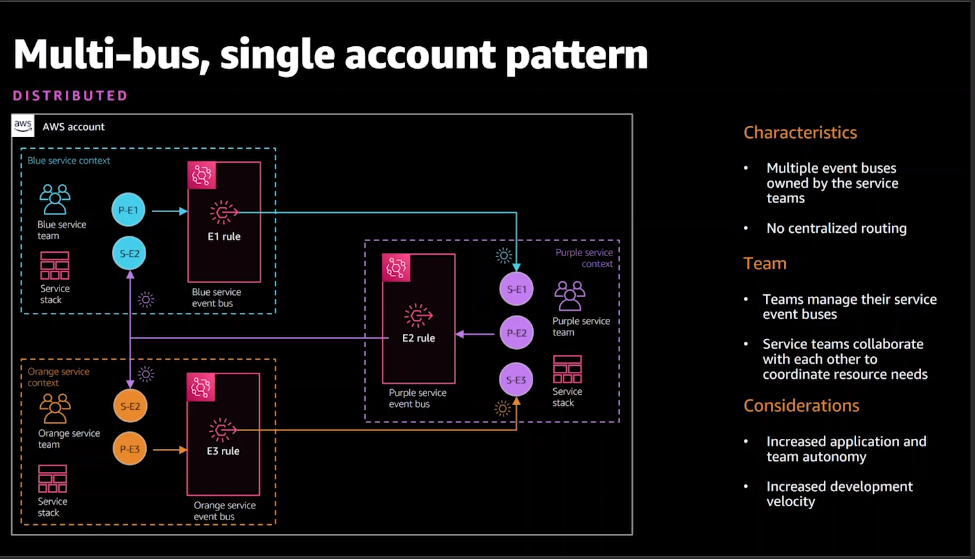 Multi-bus, single account pattern
DISTRIBUTED
aws
AWS account
Blue service context
Blue service
team
Service
stack
P-E1
S-E2
E1 rule
Blue service
event bus
Purple service
context
S-E1
P-E2
S-E3
Purple service
team
Service
stack
E2 rule
Purple service
event bus
Orange service
context
Orange service
team
Service
stack
S-E2
P-E3
E3 rule
Orange service
event bus
Characteristics
• Multiple event buses
owned by the service
teams
• No centralized routing
Team
• Teams manage their service
event buses
• Service teams collaborate
with each other to
coordinate resource needs
Considerations
• Increased application and
team autonomy
• Increased development
velocity